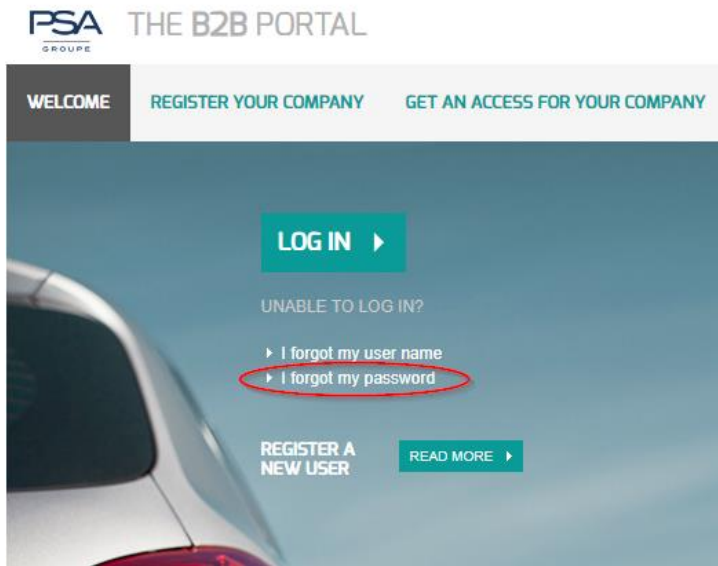 PSA THE B2B PORTAL
GROUPE
WELCOME REGISTER YOUR COMPANY GET AN ACCESS FOR YOUR COMPANY
LOG IN
UNABLE TO LOG IN?
I forgot my user name
I forgot my password
REGISTER A
NEW USER
READ MORE